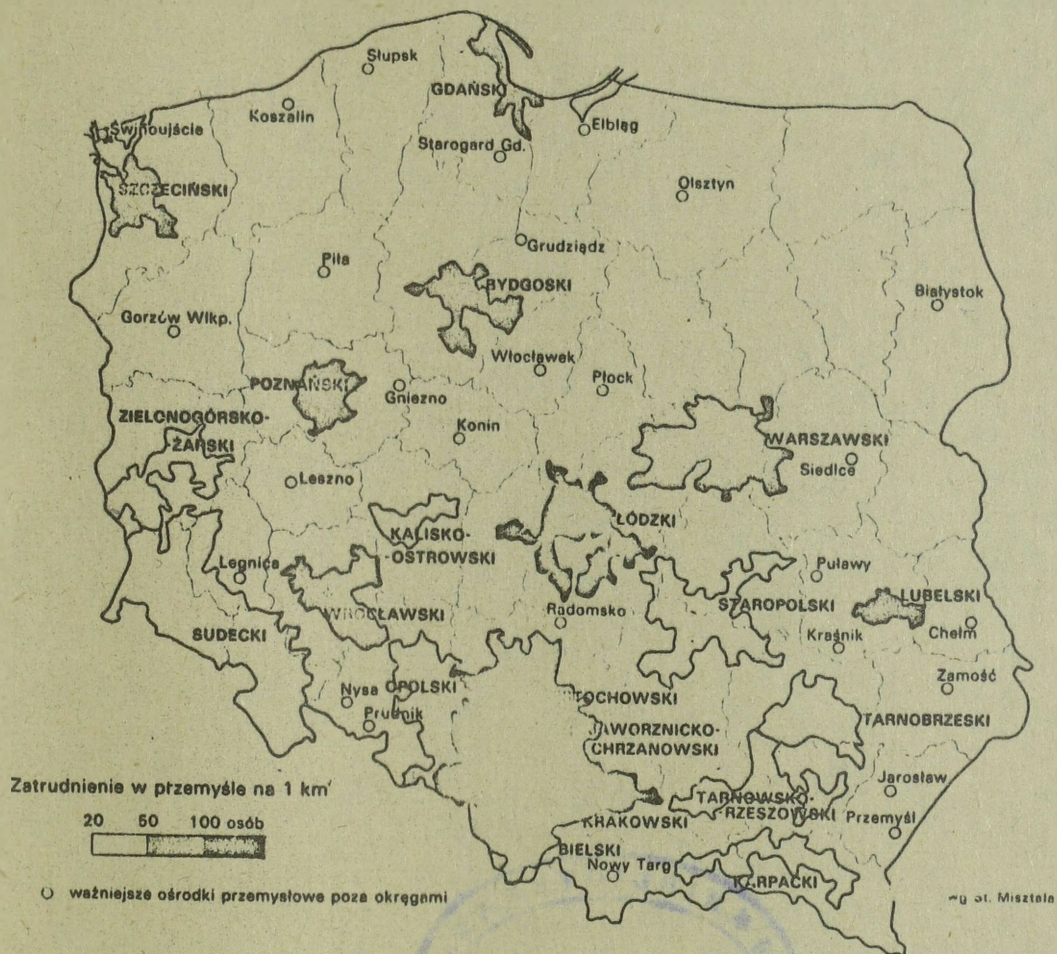 Słupsk
GDAŃSKI
Koszalin
Elbląg
Świnoujście
Starogard Gd.
SZCZECIŃSKI
Olsztyn
Grudziądz
Piła
BYDGOSKI
Białystok
Gorzów Wlkp.
Włocławek
Płock
POZNAŃSKI
Gniezno
ZIELONOGÓRSKO-
-ŻARSKI
Konin
WARSZAWSKI
Siedlce
Leszno
ŁÓDZKI
KALISKO-
-OSTROWSKI
Legnica
Puławy
WROCŁAWSKI
Radomsko
STAROPOLSKI
LUBELSKI
SUDECKI
Kraśnik
Chełm
Zamość
Nysa
OPOLSKI
TOCHOWSKI
Prudnik
TARNOBRZESKI
JAWORZNICKO-
-CHRZANOWSKI
Zatrudnienie w przemyśle na 1 km²
Jarosław
TARNOWSKO-
-RZESZOWSKI
20 50 100 osób
KRAKOWSKI
Przemyśl
BIELSKI
Nowy Targ
KARPACKI
ważniejsze ośrodki przemysłowe poza okręgami
wg St. Misztala